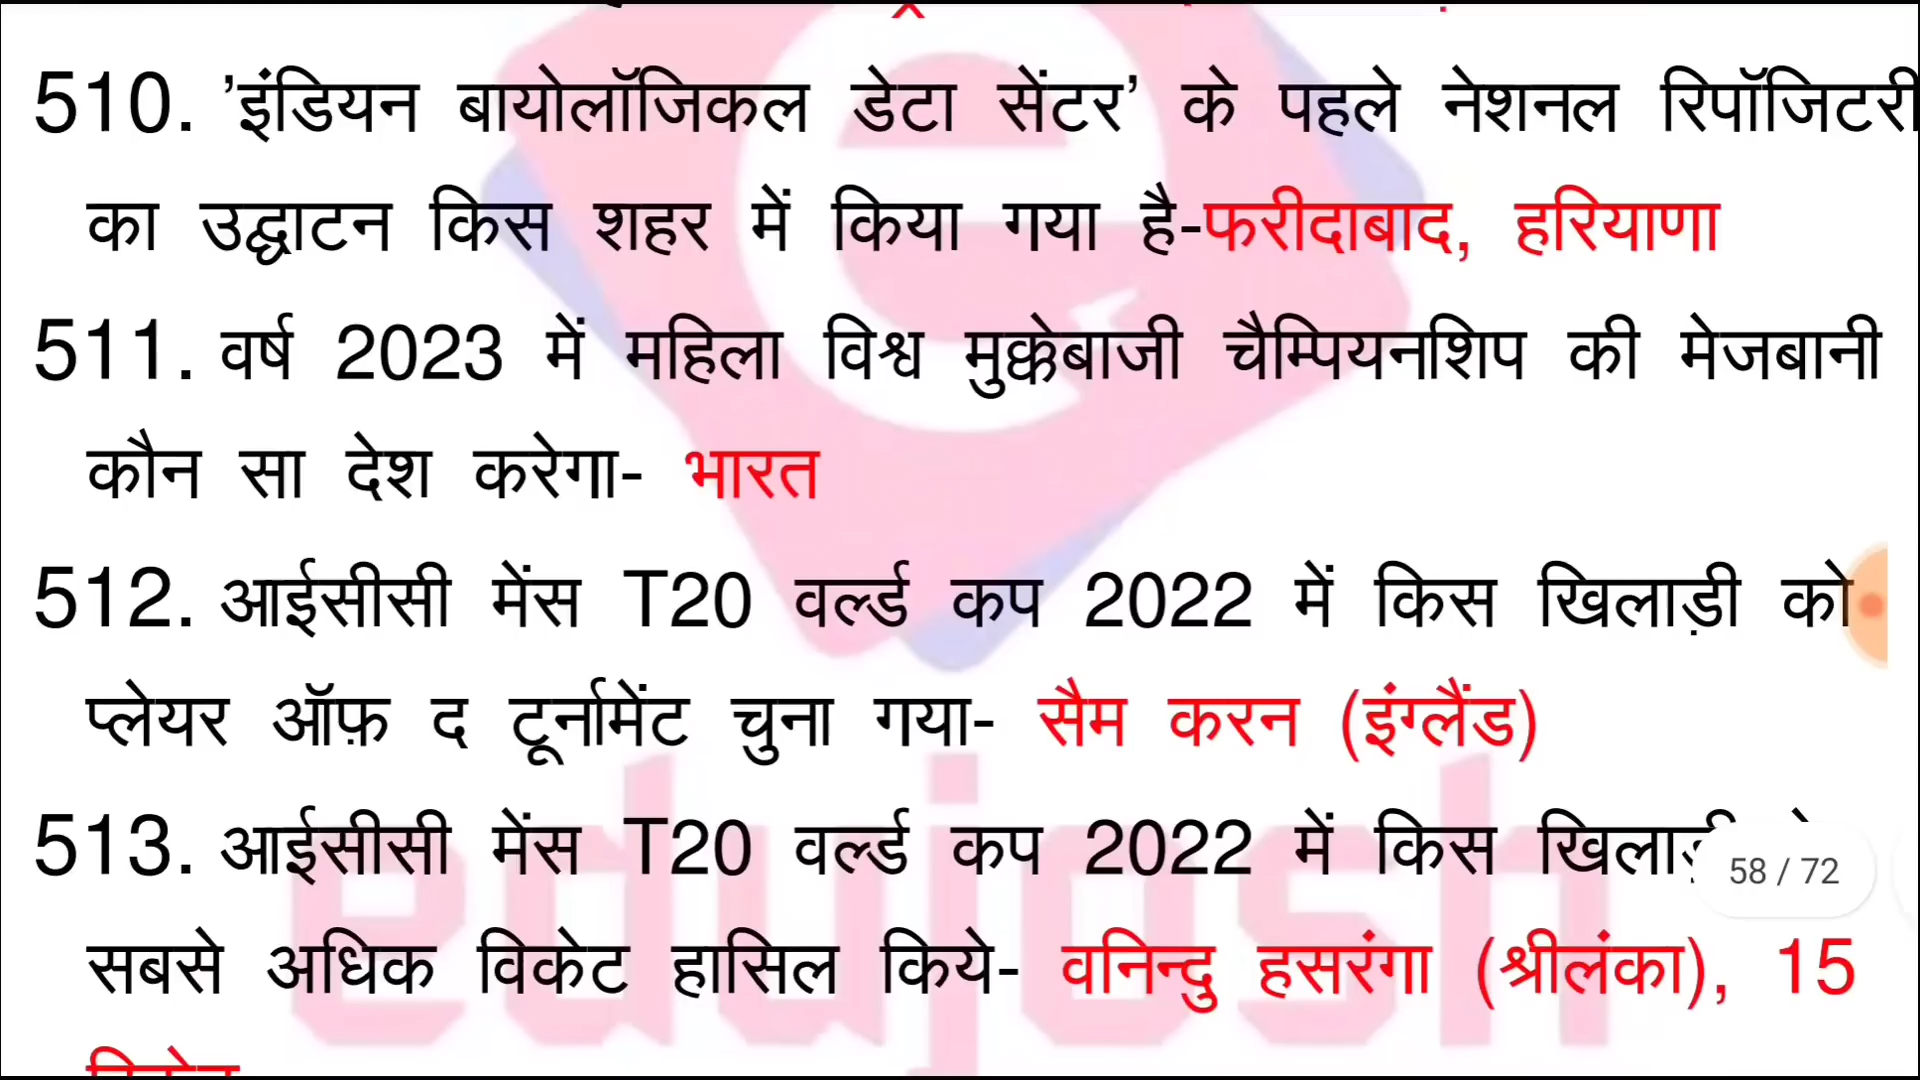 510. 'इंडियन बायोलॉजिकल डेटा सेंटर' के पहले नेशनल रिपॉजिटरी
का उद्घाटन किस शहर में किया गया है-फरीदाबाद, हरियाणा
511. वर्ष 2023 में महिला विश्व मुक्केबाजी चैम्पियनशिप की मेजबानी
कौन सा देश करेगा- भारत
512. आईसीसी मेंस T20 वर्ल्ड कप 2022 में किस खिलाड़ी को
प्लेयर ऑफ़ द टूर्नामेंट चुना गया- सैम करन (इंग्लैंड)
513. आईसीसी मेंस T20 वर्ल्ड कप 2022 में किस
58 / 72
सबसे अधिक विकेट हासिल किये- वनिन्दु हसरंगा (श्रीलंका), 15
edujosh